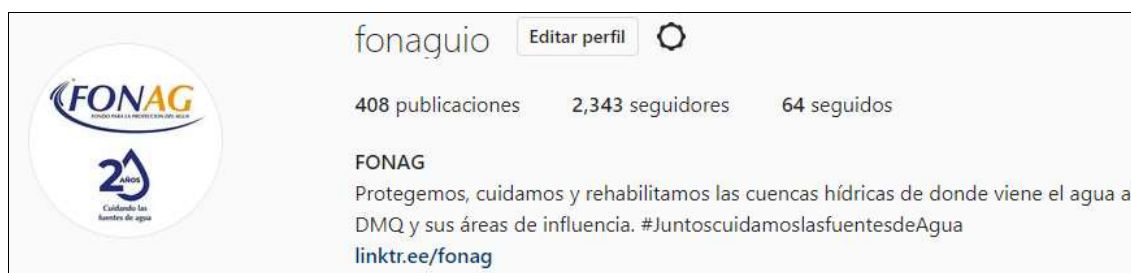 fonaguio Editar perfil
408 publicaciones 2,343 seguidores 64 seguidos
FONAG
Protegemos, cuidamos y rehabilitamos las cuencas hídricas de donde viene el agua a
DMQ y sus áreas de influencia. #JuntoscuidamoslasfuentesdeAgua
linktr.ee/fonag
FONAG
FONDO PARA LA PROTECCIÓN DEL AGUA
20
AÑOS
Cuidando las
fuentes de agua